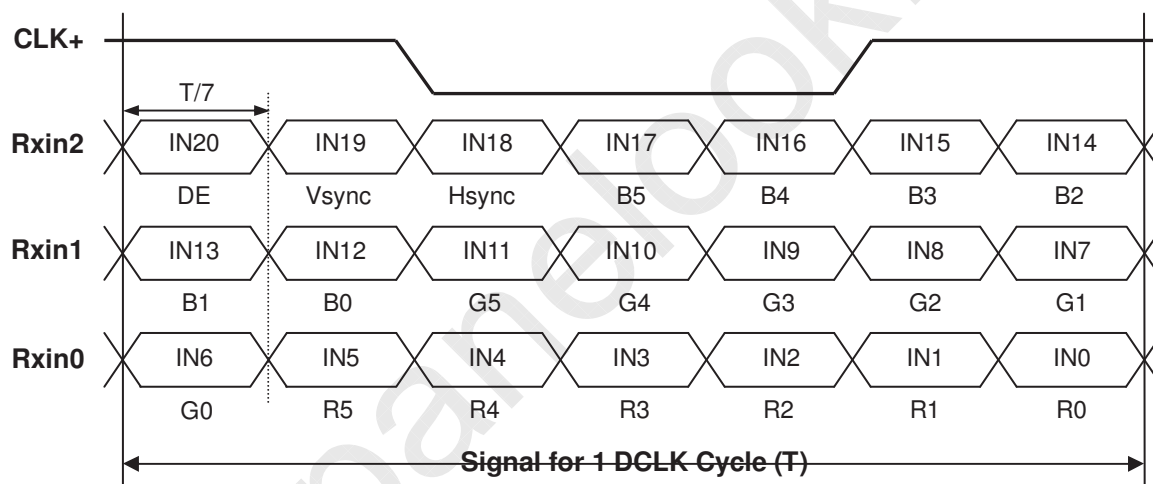 CLK+
T/7
Rxin2 IN20 IN19 IN18 IN17 IN16 IN15 IN14
DE Vsync Hsync B5 B4 B3 B2
Rxin1 IN13 IN12 IN11 IN10 IN9 IN8 IN7
B1 B0 G5 G4 G3 G2 G1
Rxin0 IN6 IN5 IN4 IN3 IN2 IN1 IN0
G0 R5 R4 R3 R2 R1 R0
Signal for 1 DCLK Cycle (T)
panelook